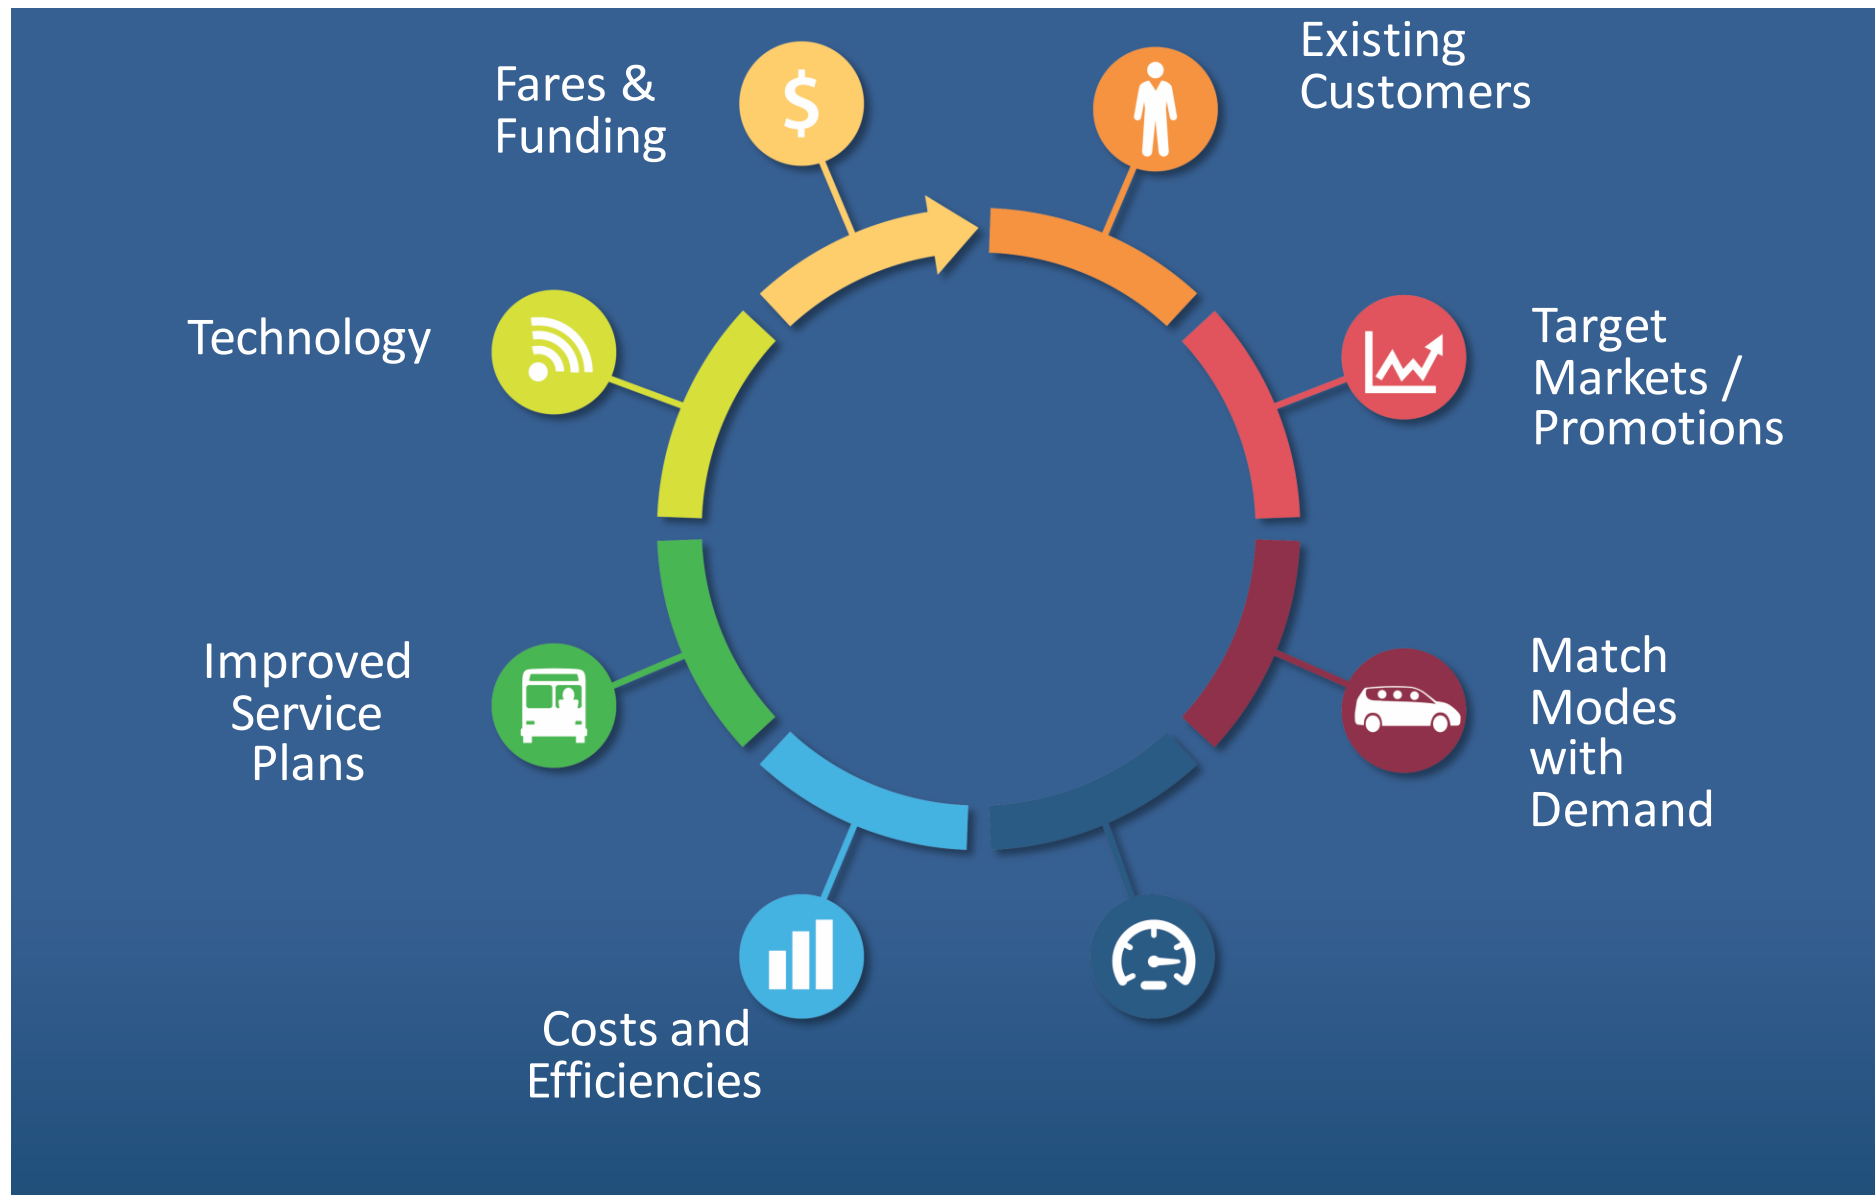 Existing
Customers
Target
Markets /
Promotions
Match
Modes
with
Demand
Costs and
Efficiencies
Improved
Service
Plans
Technology
Fares &
Funding
$